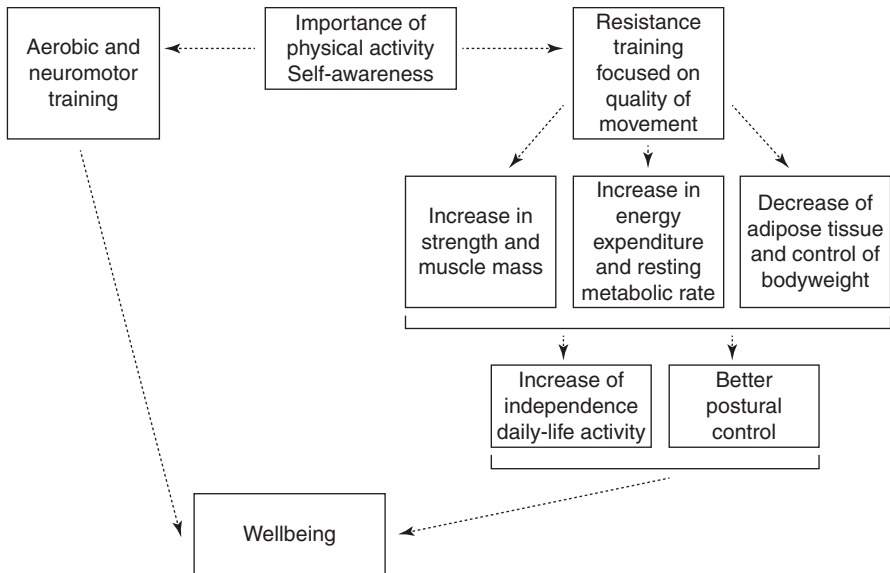 Aerobic and
neuromotor
training
Importance of
physical activity
Self-awareness
Resistance
training
focused on
quality of
movement
Increase in
strength and
muscle mass
Increase in
energy
expenditure
and resting
metabolic rate
Decrease of
adipose tissue
and control of
bodyweight
Increase of
independence
daily-life activity
Better
postural
control
Wellbeing